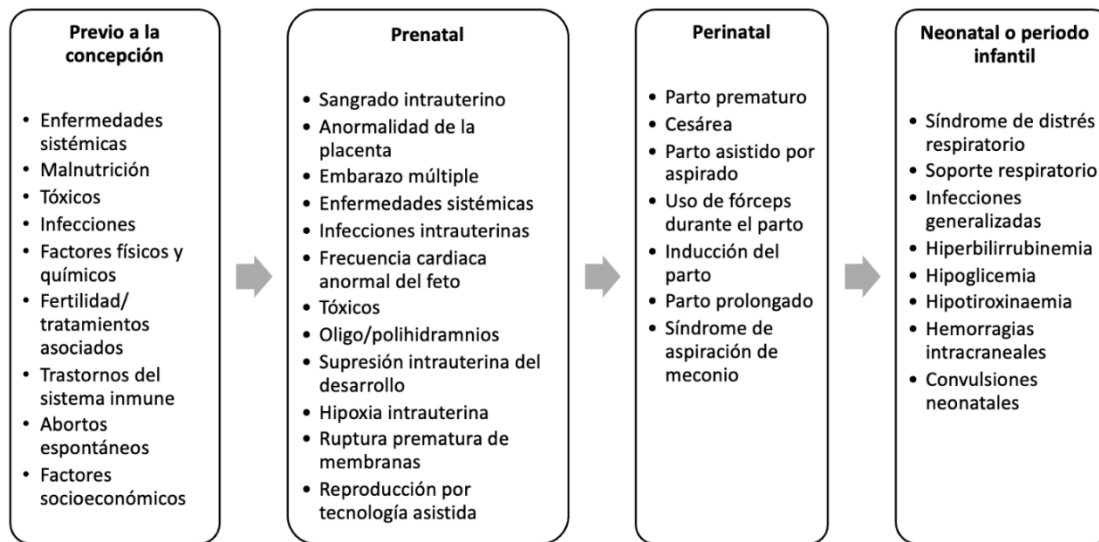 Previo a la
concepción
• Enfermedades
sistémicas
• Malnutrición
• Tóxicos
• Infecciones
• Factores físicos y
químicos
• Fertilidad/
tratamientos
asociados
• Trastornos del
sistema inmune
• Abortos
espontáneos
• Factores
socioeconómicos
Prenatal
• Sangrado intrauterino
• Anormalidad de la
placenta
• Embarazo múltiple
• Enfermedades sistémicas
• Infecciones intrauterinas
• Frecuencia cardiaca
anormal del feto
• Tóxicos
• Oligo/polihidramnios
• Supresión intrauterina del
desarrollo
• Hipoxia intrauterina
• Ruptura prematura de
membranas
• Reproducción por
tecnología asistida
Perinatal
• Parto prematuro
• Cesárea
• Parto asistido por
aspirado
• Uso de fórceps
durante el parto
• Inducción del
parto
• Parto prolongado
• Síndrome de
aspiración de
meconio
Neonatal o periodo
infantil
• Síndrome de distrés
respiratorio
• Soporte respiratorio
• Infecciones
generalizadas
• Hiperbilirrubinemia
• Hipoglicemia
• Hipotiroxinaemia
• Hemorragias
intracraneales
• Convulsiones
neonatales